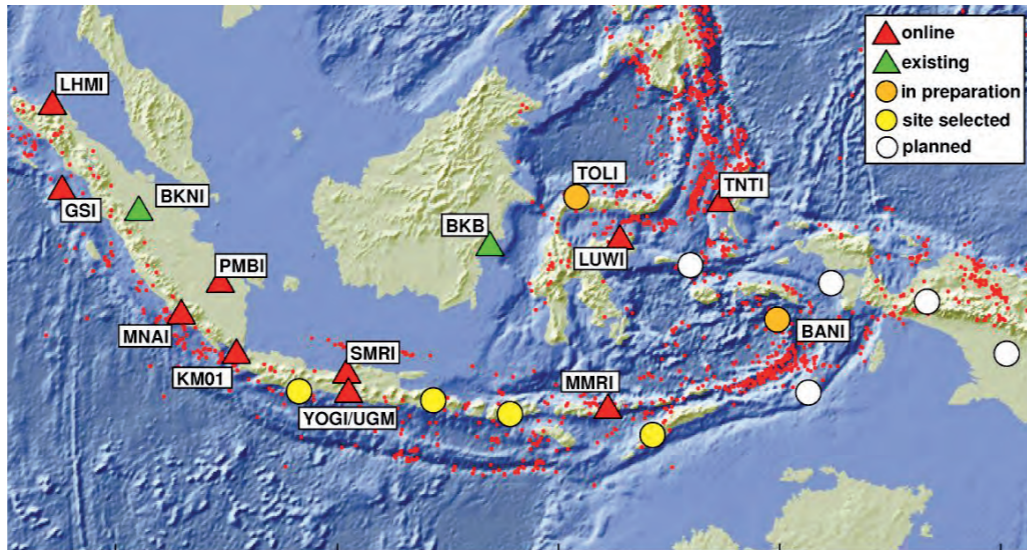 online
existing
in preparation
site selected
planned
LHMI
GSI
BKNI
TOLI
TNTI
BKB
LUWI
PMBI
MNAI
KM01
SMRI
YOGI/UGM
MMRI
BANI